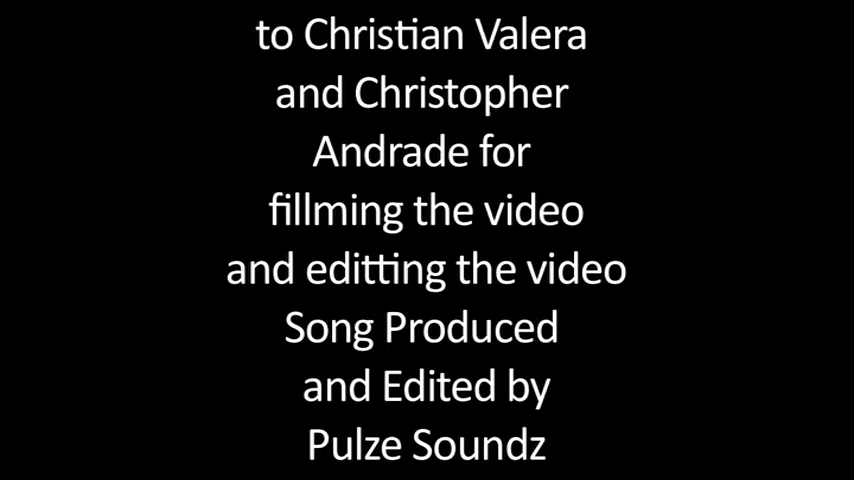 to Christian Valera
and Christopher
Andrade for
fillming the video
and editting the video
Song Produced
and Edited by
Pulze Soundz